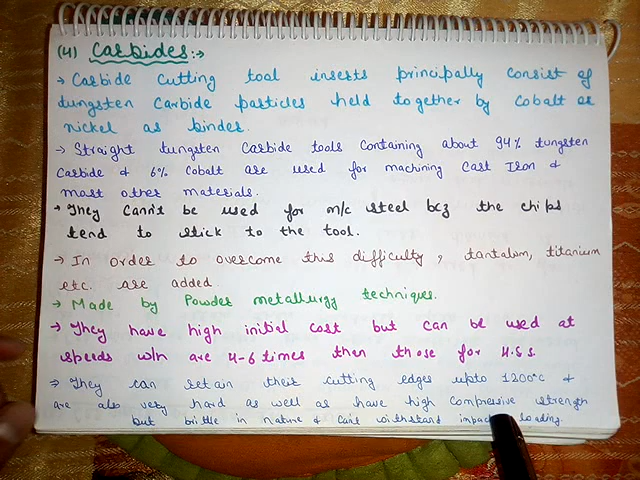 (4) Carbides:→
→ Carbide cutting tool inserts principally consist of
tungsten carbide particles held together by cobalt or
nickel as binder.
→ Straight tungsten carbide tools containing about 94% tungsten
carbide & 6% cobalt are used for machining Cast Iron &
most other materials.
→ They cann't be used for m/c steel bcz the chips
tend to stick to the tool.
→ In order to overcome this difficulty, tantalum, titanium
etc. are added.
→ Made by Powder metallurgy techniques.
→ They have high initial cost but can be used at
speeds w/h are 4-6 times then those for H.S.S.
→ They can retain their cutting edges upto 1200°C &
are also very hard as well as have high compressive strength
but brittle in nature & can't withstand impact loading.